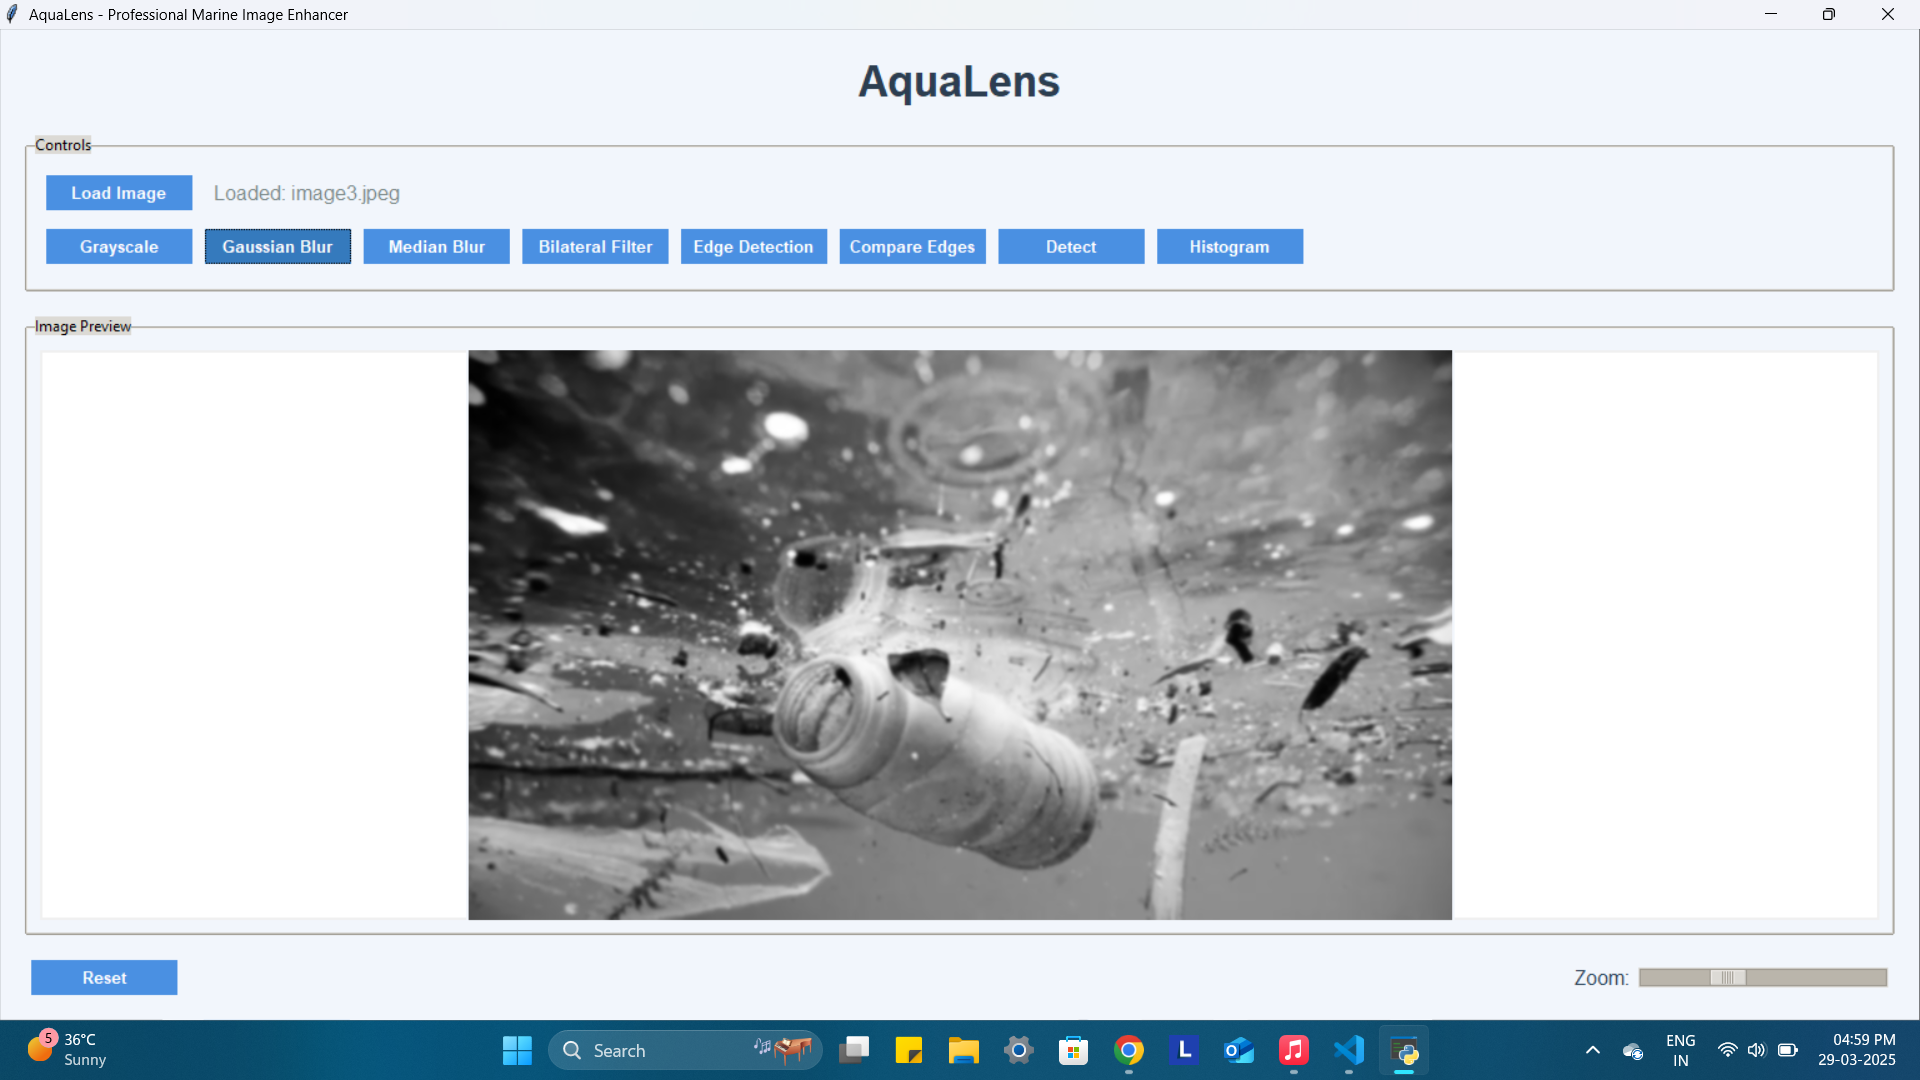 AquaLens - Professional Marine Image Enhancer
AquaLens
Controls
Load Image
Loaded: image3.jpeg
Grayscale
Gaussian Blur
Median Blur
Bilateral Filter
Edge Detection
Compare Edges
Detect
Histogram
Image Preview
Reset
Zoom:
5
36°C
Sunny
Search
L
ENG
IN
04:59 PM
29-03-2025